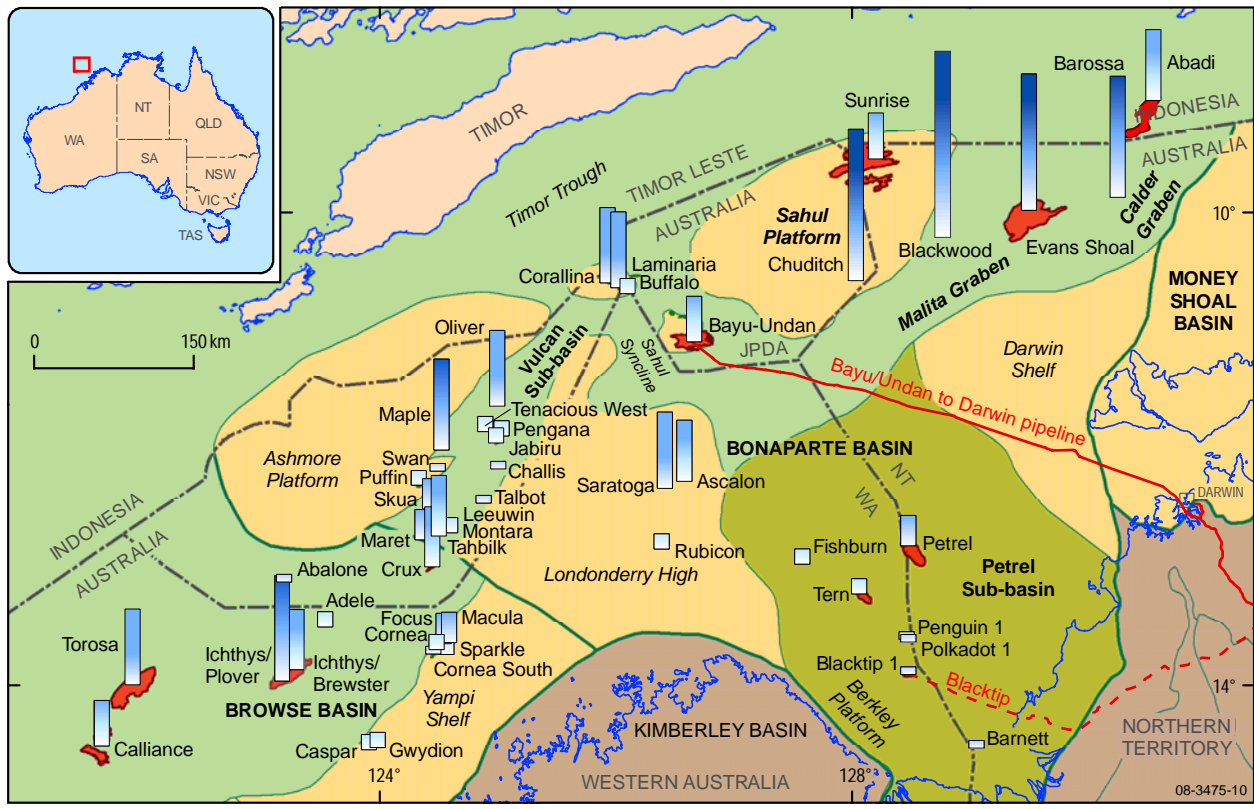 NT
WA
QLD
SA
NSW
VIC
TAS
TIMOR
Timor Trough
TIMOR LESTE
AUSTRALIA
Sunrise
Barossa
Abadi
INDONESIA
AUSTRALIA
Calder
Graben
Sahul
Platform
Chuditch
Blackwood
Evans Shoal
Malita Graben
MONEY
SHOAL
BASIN
10°
Corallina
Laminaria
Buffalo
0
150 km
Oliver
Vulcan
Sub-basin
Sahul
Syncline
Bayu-Undan
JPDA
Darwin
Shelf
Bayu/Undan to Darwin pipeline
Maple
Tenacious West
Pengana
Jabiru
BONAPARTE BASIN
Ashmore
Platform
Swan
Puffin
Skua
Challis
Talbot
Saratoga
Ascalon
NT
WA
DARWIN
INDONESIA
AUSTRALIA
Leeuwin
Montara
Maret
Tahbilk
Crux
Rubicon
Londonderry High
Fishburn
Petrel
Tern
Petrel
Sub-basin
Abalone
Adele
Torosa
Focus
Cornea
Macula
Sparkle
Cornea South
Penguin 1
Polkadot 1
Blacktip 1
Blacktip
Ichthys/
Plover
Ichthys/
Brewster
BROWSE BASIN
Yampi
Shelf
Berkley
Platform
14°
Calliance
Caspar
Gwydion
KIMBERLEY BASIN
Barnett
NORTHERN
TERRITORY
124°
WESTERN AUSTRALIA
128°
08-3475-10